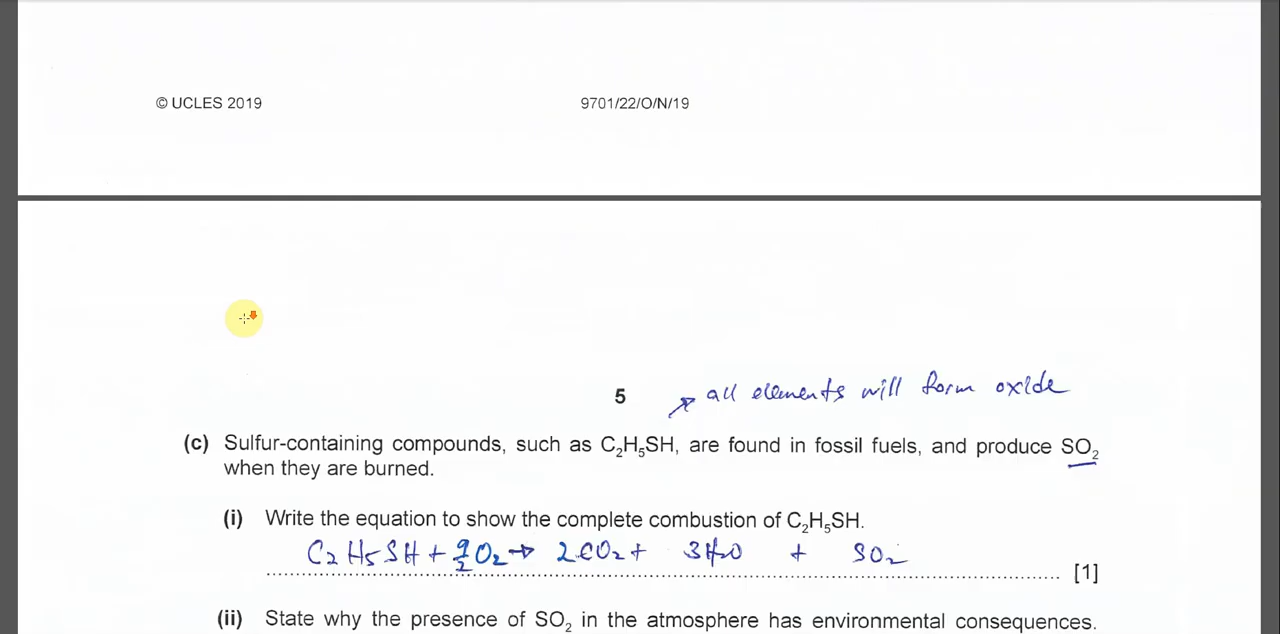 © UCLES 2019 9701/22/O/N/19
5 all elements will form oxide
(c) Sulfur-containing compounds, such as C₂H₅SH, are found in fossil fuels, and produce SO₂
when they are burned.
(i) Write the equation to show the complete combustion of C₂H₅SH.
C₂H₅SH + 9/2 O₂ → 2CO₂ + 3H₂O + SO₂
[1]
(ii) State why the presence of SO₂ in the atmosphere has environmental consequences.